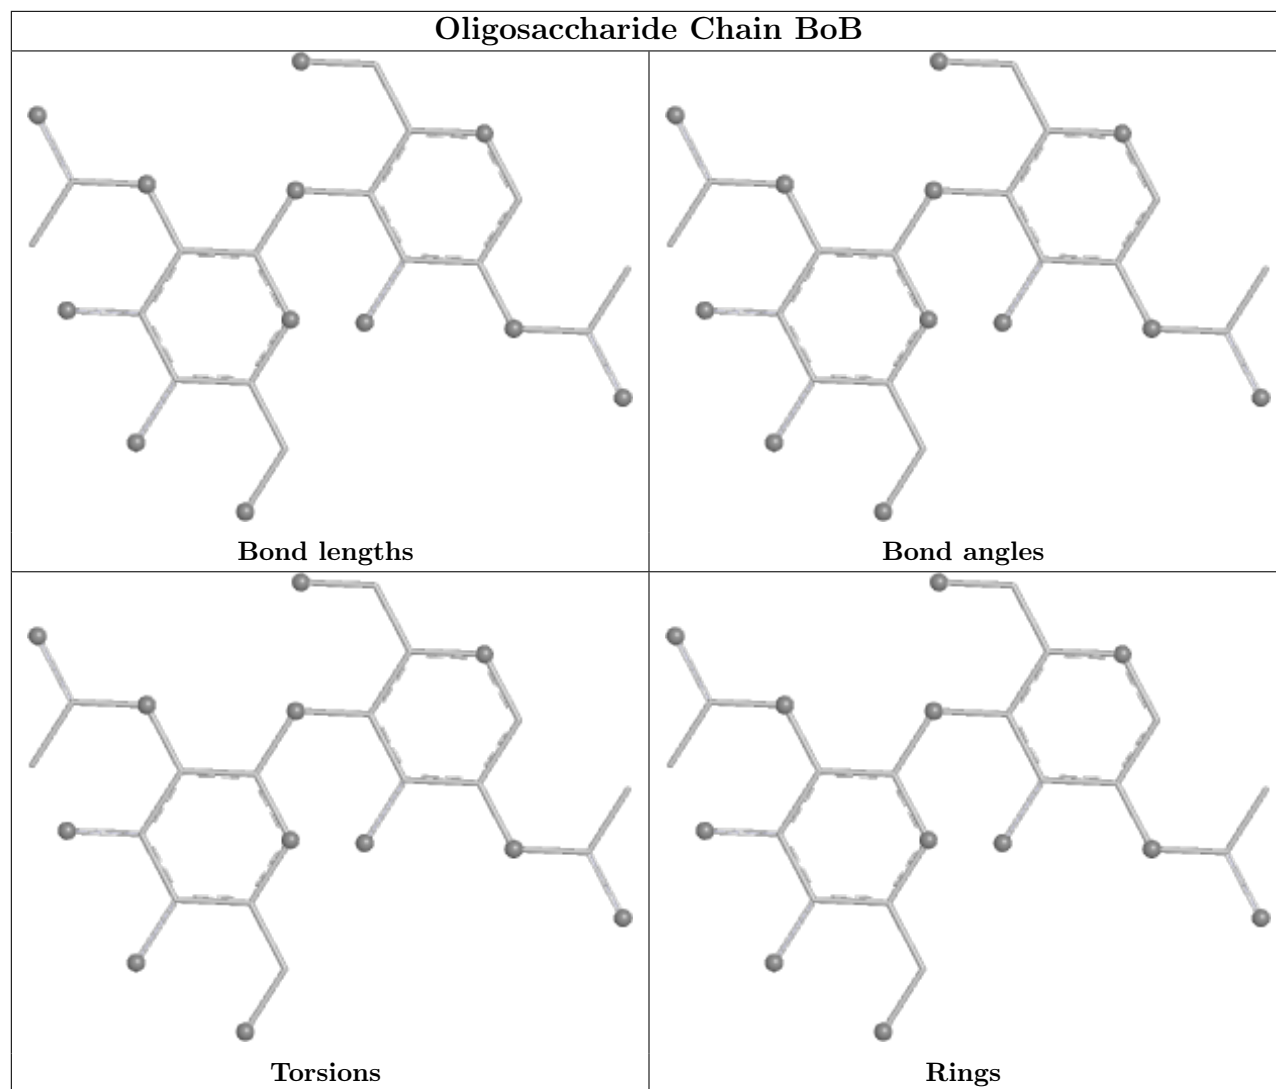 Oligosaccharide Chain BoB
Bond lengths
Bond angles
Torsions
Rings